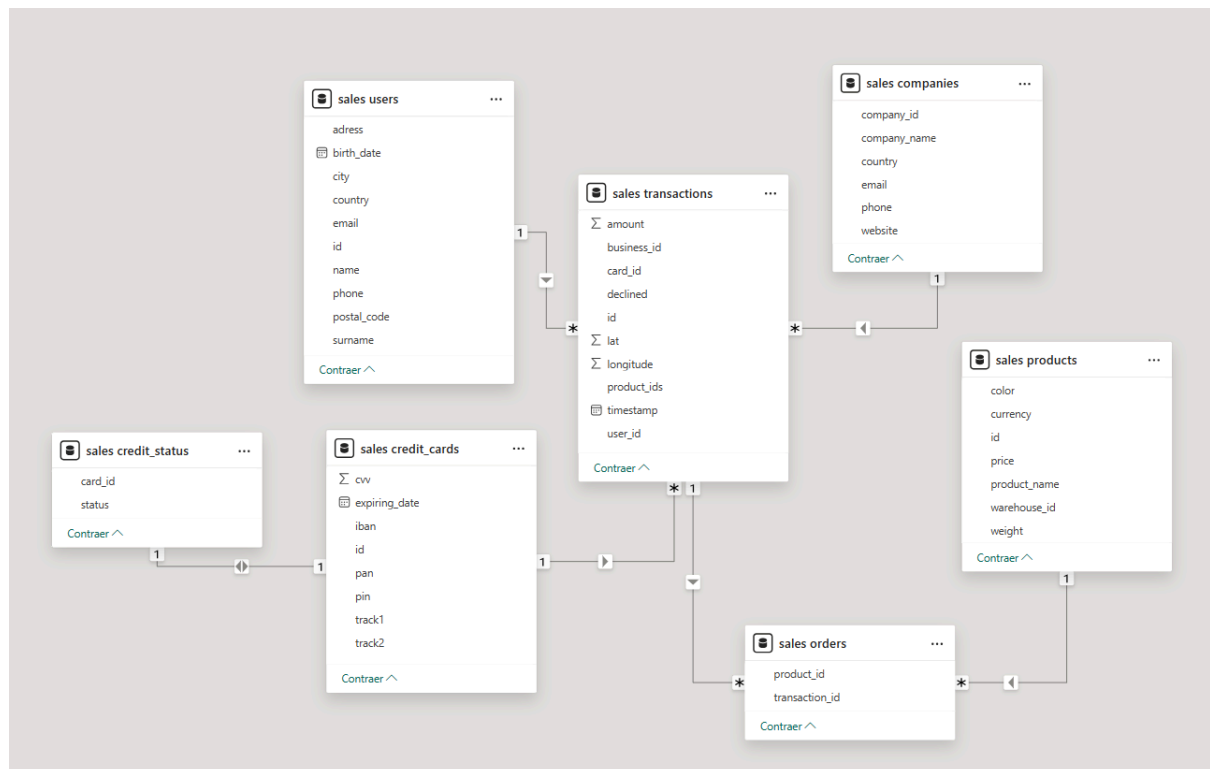 sales users
adress
birth_date
city
country
email
id
name
phone
postal_code
surname
Contraer
1
*
sales companies
company_id
company_name
country
email
phone
website
Contraer
1
*
sales transactions
Σ amount
business_id
card_id
declined
id
Σ lat
Σ longitude
product_ids
timestamp
user_id
Contraer
* 1
sales products
color
currency
id
price
product_name
warehouse_id
weight
Contraer
1
sales credit_status
card_id
status
Contraer
1
1
sales credit_cards
Σ cvv
expiring_date
iban
id
pan
pin
track1
track2
Contraer
1
sales orders
product_id
transaction_id
Contraer
*
*